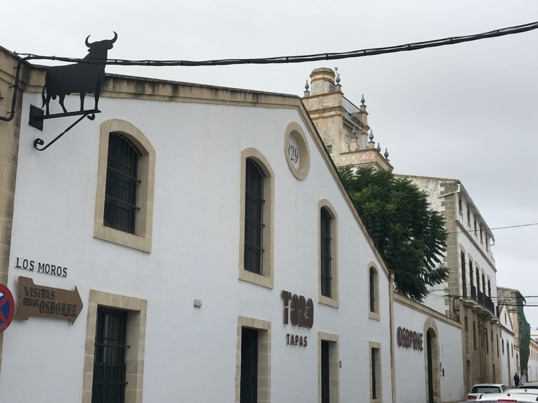 LOS MOROS
VISITAS
OSBORNE
29
TORO
TAPAS
OSBORNE